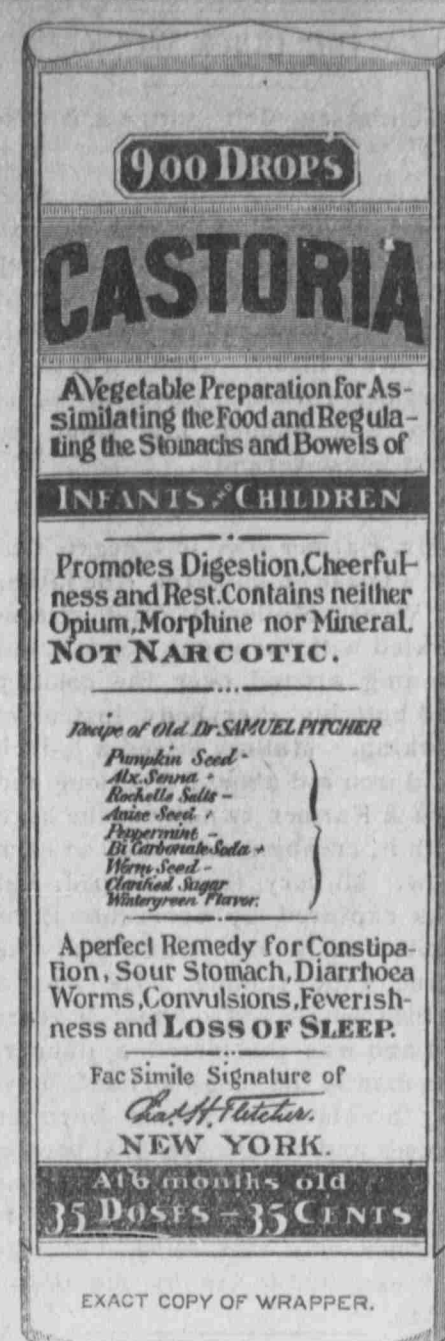 900 DROPS
CASTORIA
AVegetable Preparation for As-
similating the Food and Regula-
ting the Stomachs and Bowels of
INFANTS AND CHILDREN
Promotes Digestion,Cheerful-
ness and Rest.Contains neither
Opium,Morphine nor Mineral.
NOT NARCOTIC.
Recipe of Old Dr SAMUEL PITCHER
Pumpkin Seed -
Alx.Senna +
Rochelle Salts -
Anise Seed -
Peppermint -
Bi Carbonate Soda +
Worm Seed -
Clarified Sugar
Wintergreen Flavor.
A perfect Remedy for Constipa-
tion, Sour Stomach, Diarrhoea
Worms,Convulsions,Feverish-
ness and LOSS OF SLEEP.
Fac Simile Signature of
Chas. H. Fletcher.
NEW YORK.
At 6 months old
35 DOSES – 35 CENTS
EXACT COPY OF WRAPPER.